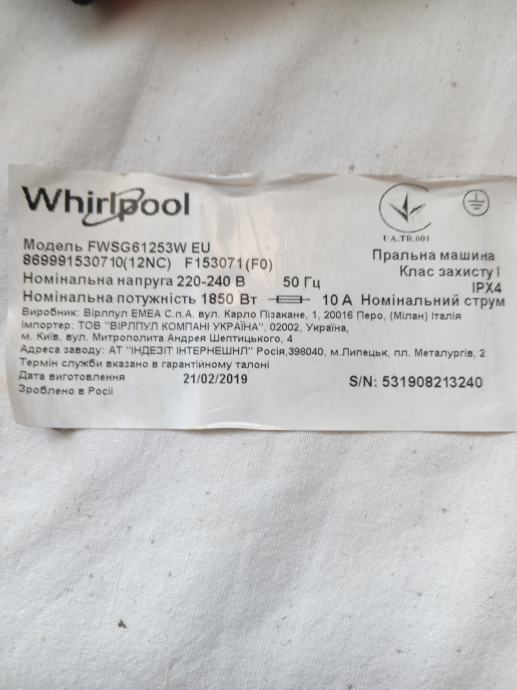 Whirlpool
UA.TR.001
Модель FWSG61253W EU
869991530710(12NC) F153071(F0)
Пральна машина
Клас захисту I
IPX4
Номінальна напруга 220-240 В 50 Гц
Номінальна потужність 1850 Вт 10 А Номінальний струм
Виробник: Вірлпул EMEA С.п.А. вул. Карло Пізакане, 1, 20016 Перо, (Мілан) Італія
Імпортер: ТОВ "ВІРЛПУЛ КОМПАНІ УКРАЇНА", 02002, Україна,
м. Київ, вул. Митрополита Андрея Шептицького, 4
Адреса заводу: АТ "ІНДЕЗІТ ІНТЕРНЕШНЛ" Росія,398040, м.Липецьк, пл. Металургів, 2
Термін служби вказано в гарантійному талоні
Дата виготовлення 21/02/2019 S/N: 531908213240
Зроблено в Росії